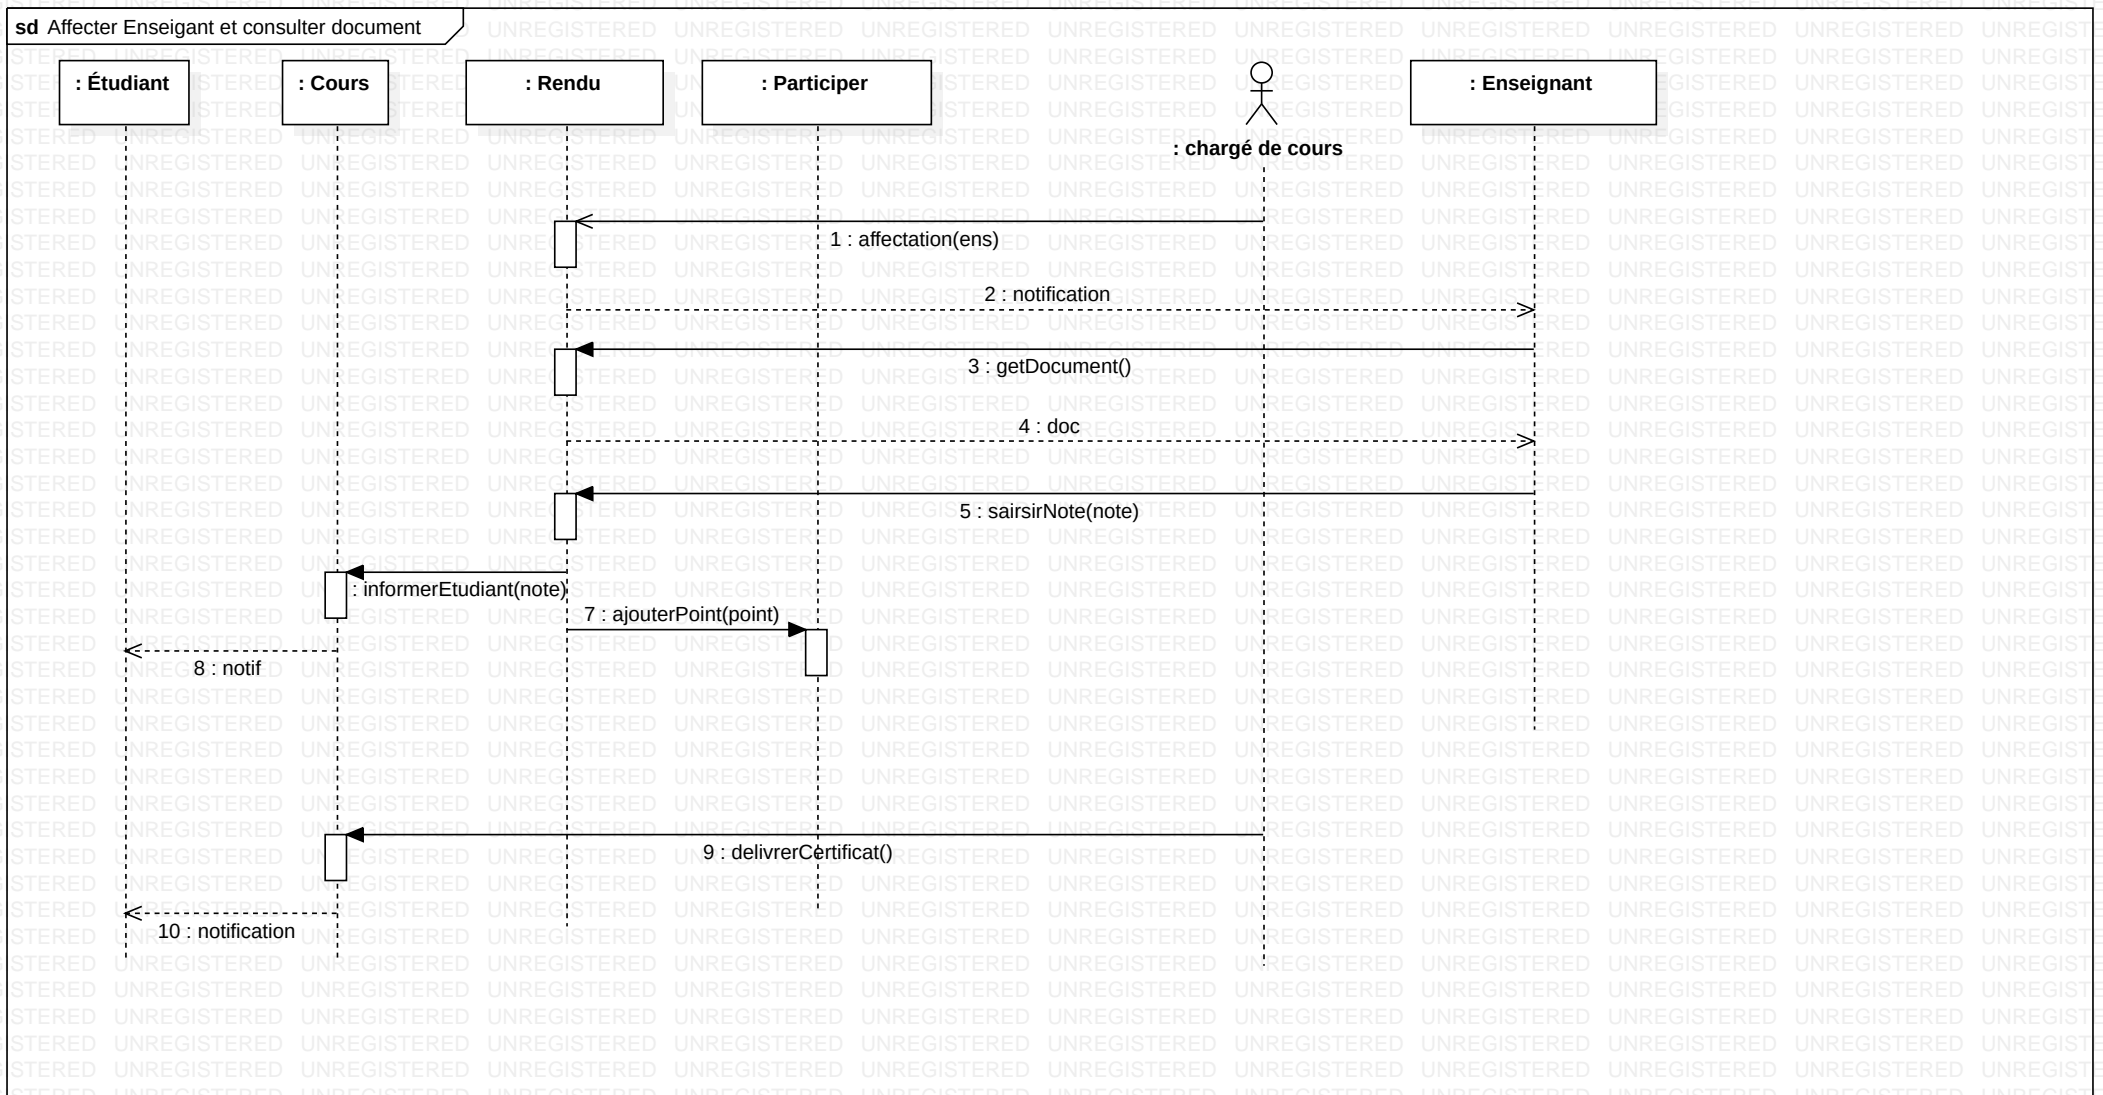 sd Affecter Enseigant et consulter document
: Étudiant
: Cours
: Rendu
: Participer
: chargé de cours
: Enseignant
1 : affectation(ens)
2 : notification
3 : getDocument()
4 : doc
5 : sairsirNote(note)
: informerEtudiant(note)
7 : ajouterPoint(point)
8 : notif
9 : delivrerCertificat()
10 : notification
UNREGISTERED